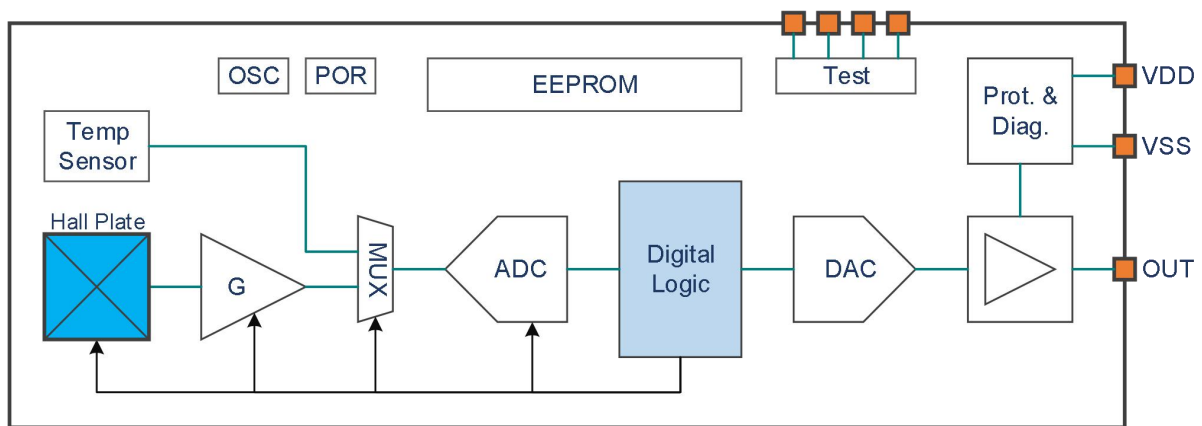 OSC
POR
EEPROM
Test
VDD
Prot. &
Diag.
VSS
Temp
Sensor
Hall Plate
G
MUX
ADC
Digital
Logic
DAC
OUT